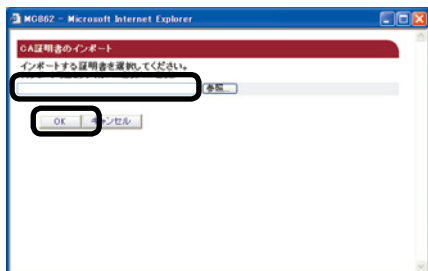 MC862 - Microsoft Internet Explorer
CA証明書のインポート
インポートする証明書を選択してください。
参照...
OK
キャンセル